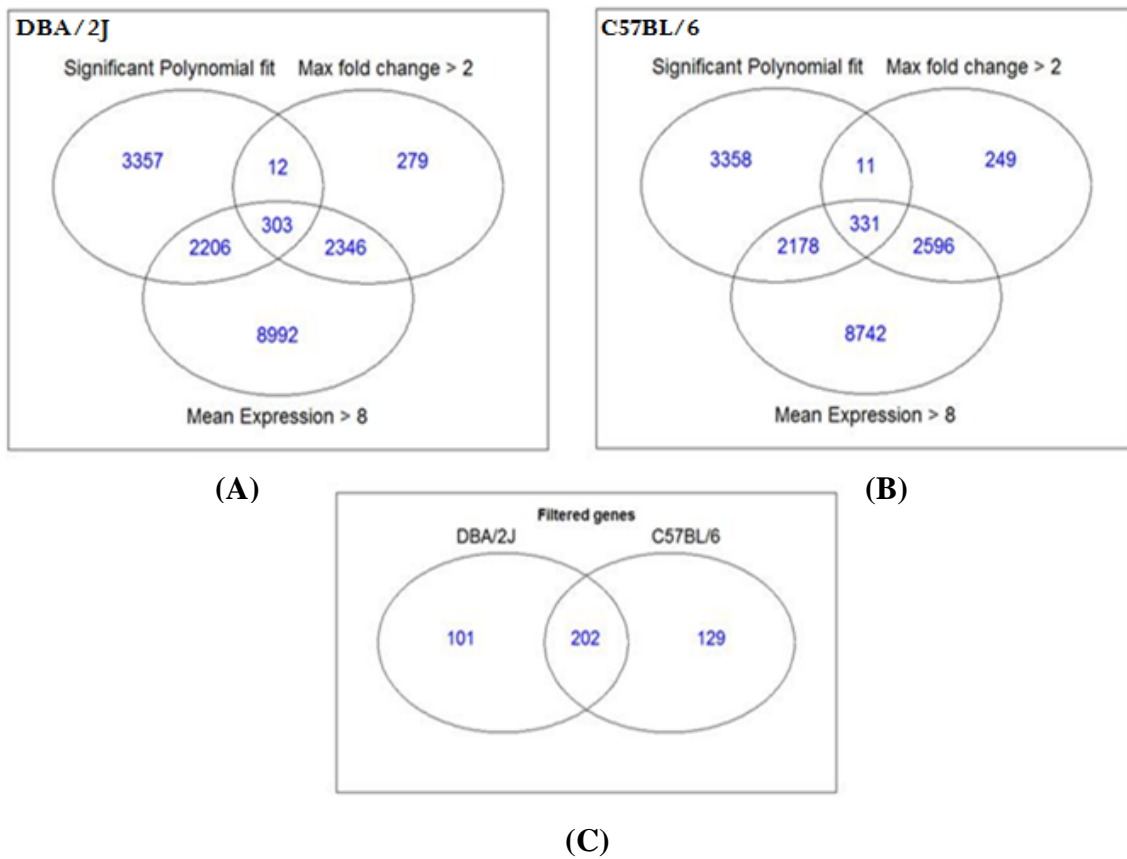 DBA/2J
Significant Polynomial fit Max fold change > 2
3357 12 279
303
2206 2346
8992
Mean Expression > 8
(A)
C57BL/6
Significant Polynomial fit Max fold change > 2
3358 11 249
331
2178 2596
8742
Mean Expression > 8
(B)
Filtered genes
DBA/2J C57BL/6
101 202 129
(C)